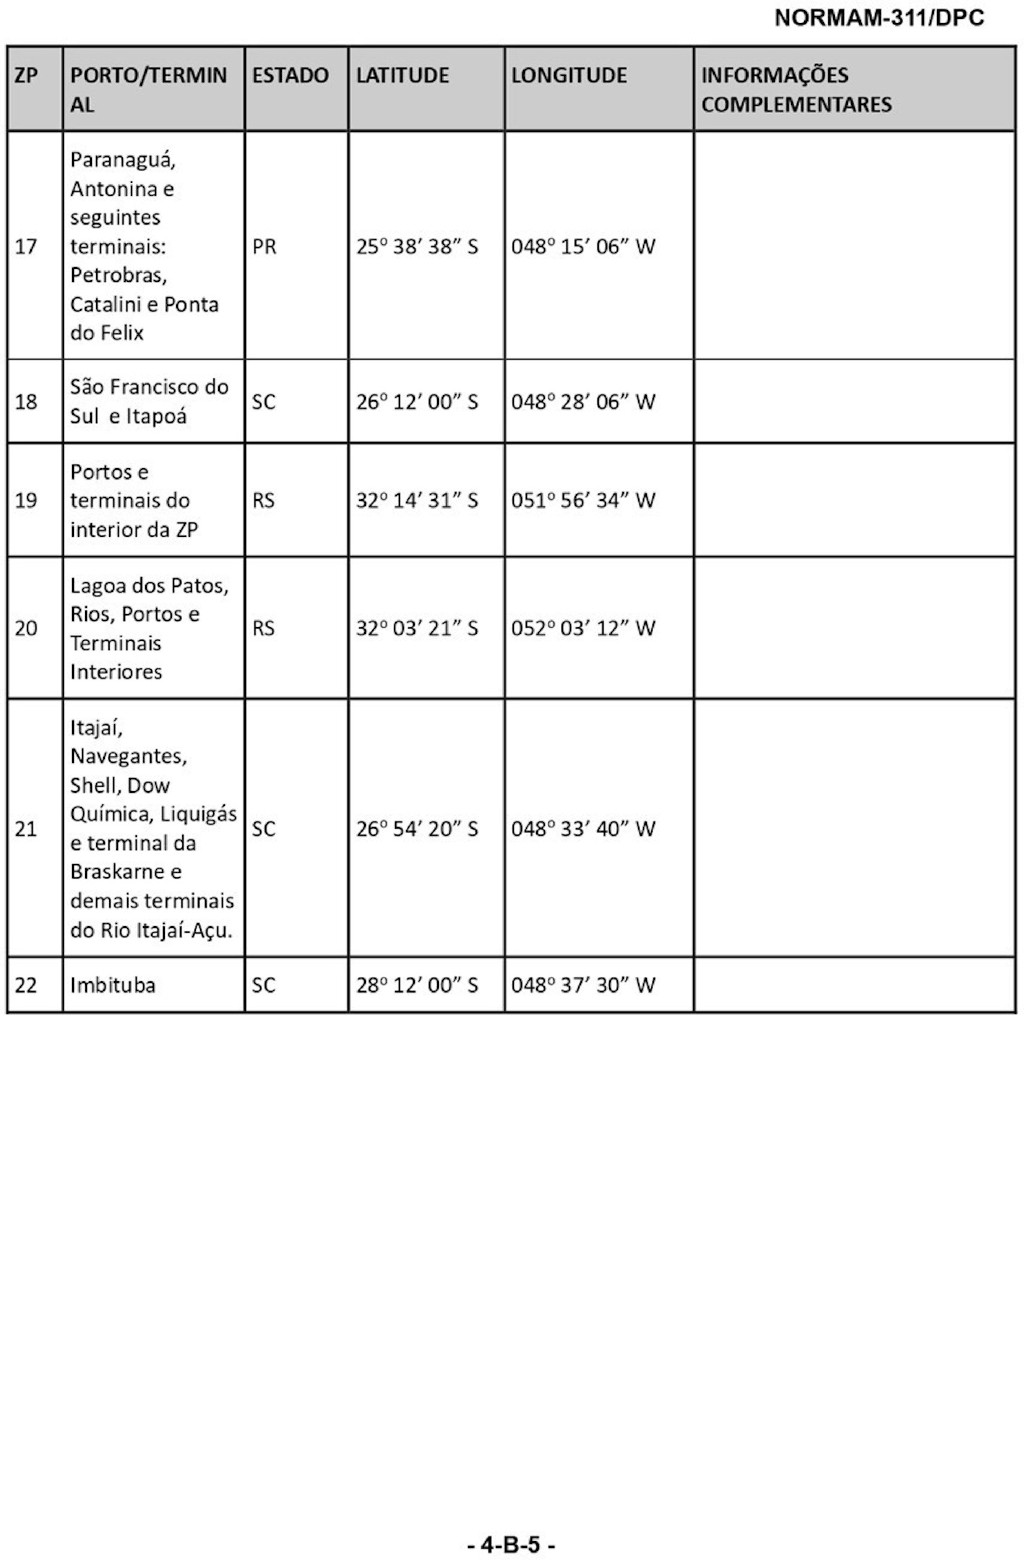 NORMAM-311/DPC
ZP PORTO/TERMIN ESTADO LATITUDE LONGITUDE INFORMAÇÕES
AL COMPLEMENTARES
Paranaguá,
Antonina e
seguintes
17 terminais: PR 25º 38’ 38” S 048º 15’ 06” W
Petrobras,
Catalini e Ponta
do Felix
São Francisco do
18 SC 26º 12’ 00” S 048º 28’ 06” W
Sul e Itapoá
Portos e
19 terminais do RS 32º 14’ 31” S 051º 56’ 34” W
interior da ZP
Lagoa dos Patos,
Rios, Portos e
20 RS 32º 03’ 21” S 052º 03’ 12” W
Terminais
Interiores
Itajaí,
Navegantes,
Shell, Dow
Química, Liquigás
21 SC 26º 54’ 20” S 048º 33’ 40” W
e terminal da
Braskarne e
demais terminais
do Rio Itajaí-Açu.
22 Imbituba SC 28º 12’ 00” S 048º 37’ 30” W
- 4-B-5 -